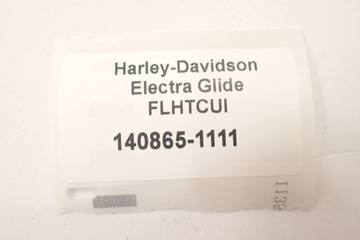 Harley-Davidson
Electra Glide
FLHTCUI
140865-1111